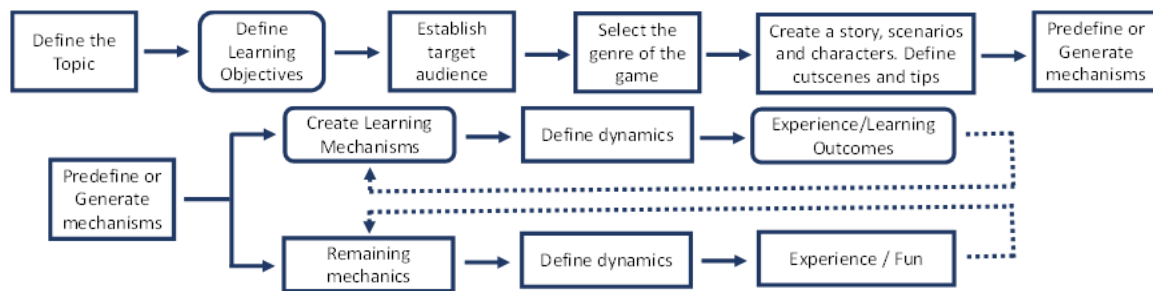 Define the
Topic
Define
Learning
Objectives
Establish
target
audience
Select the
genre of the
game
Create a story, scenarios
and characters. Define
cutscenes and tips
Predefine or
Generate
mechanisms
Predefine or
Generate
mechanisms
Create Learning
Mechanisms
Define dynamics
Experience/Learning
Outcomes
Remaining
mechanics
Define dynamics
Experience / Fun